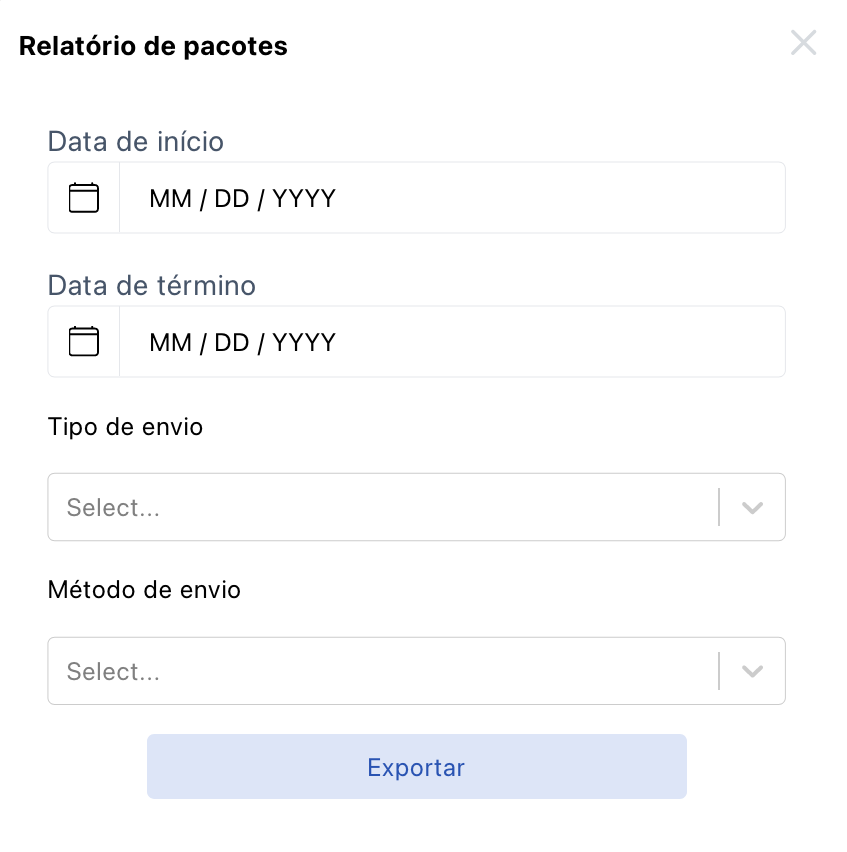 Relatório de pacotes
Data de início
MM / DD / YYYY
Data de término
MM / DD / YYYY
Tipo de envio
Select...
Método de envio
Select...
Exportar